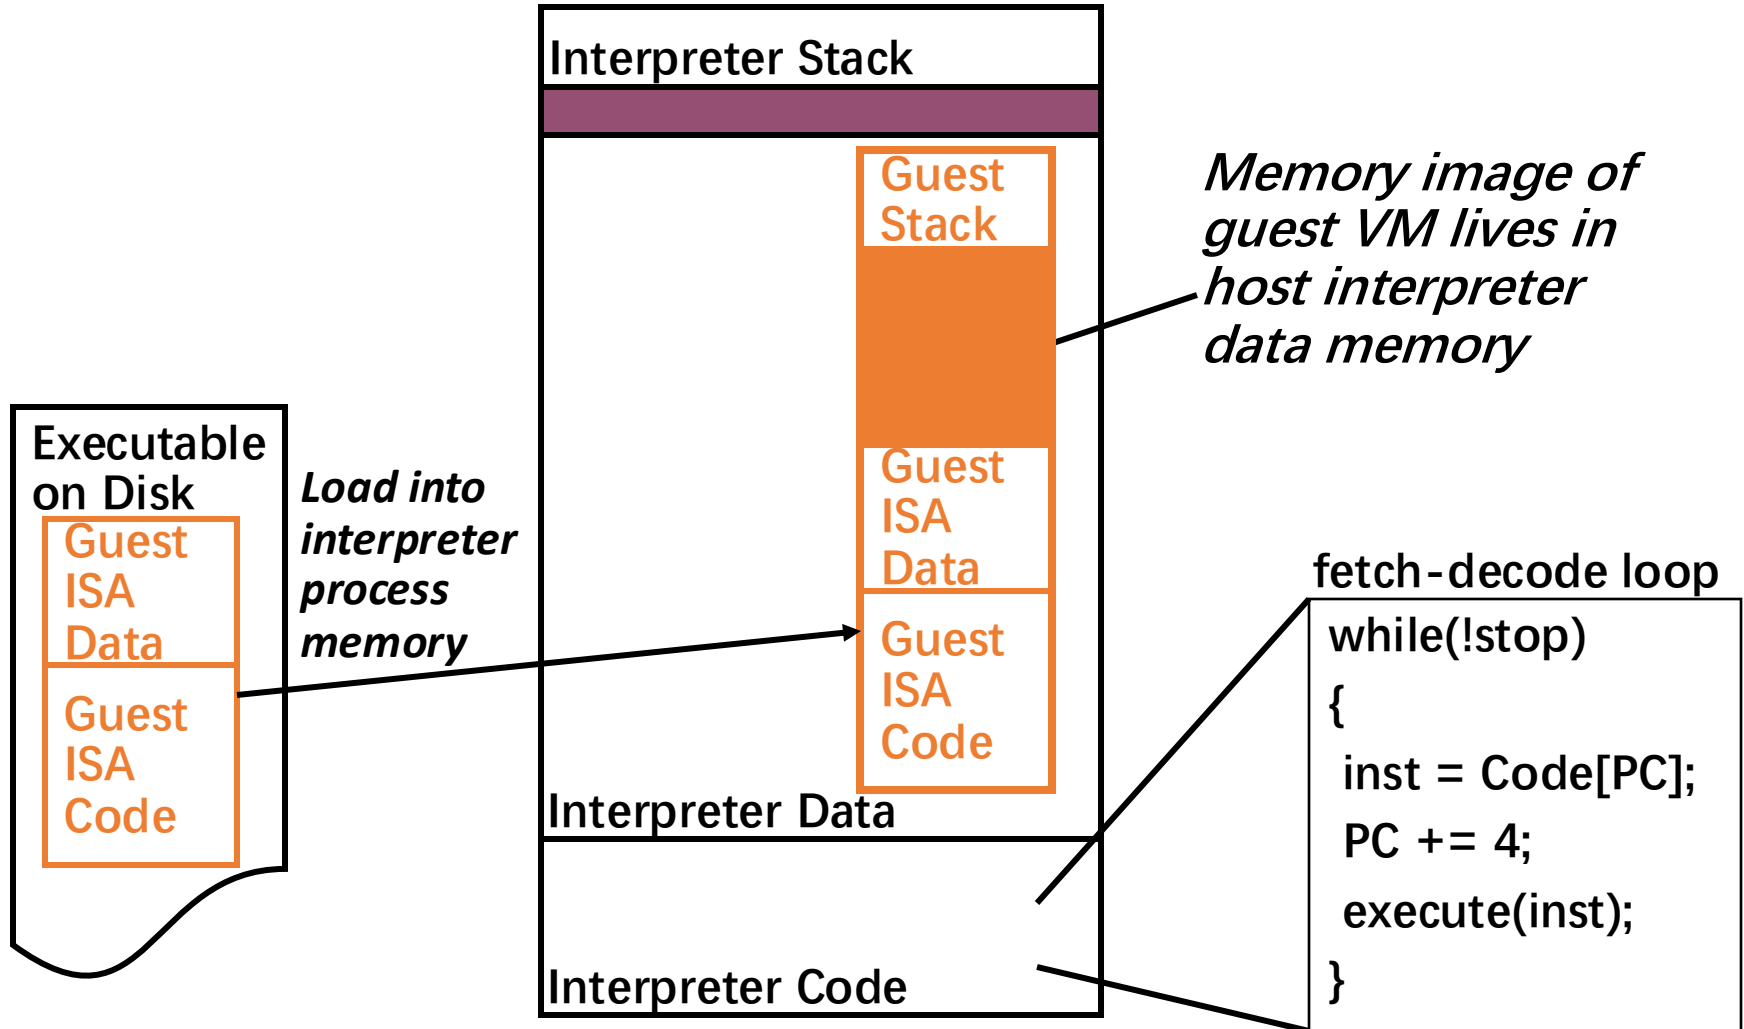 Interpreter Stack
Guest
Stack
Memory image of
guest VM lives in
host interpreter
data memory
Executable
on Disk
Guest
ISA
Data
Guest
ISA
Code
Load into
interpreter
process
memory
Guest
ISA
Data
Guest
ISA
Code
Interpreter Data
Interpreter Code
fetch-decode loop
while(!stop)
{
inst = Code[PC];
PC += 4;
execute(inst);
}